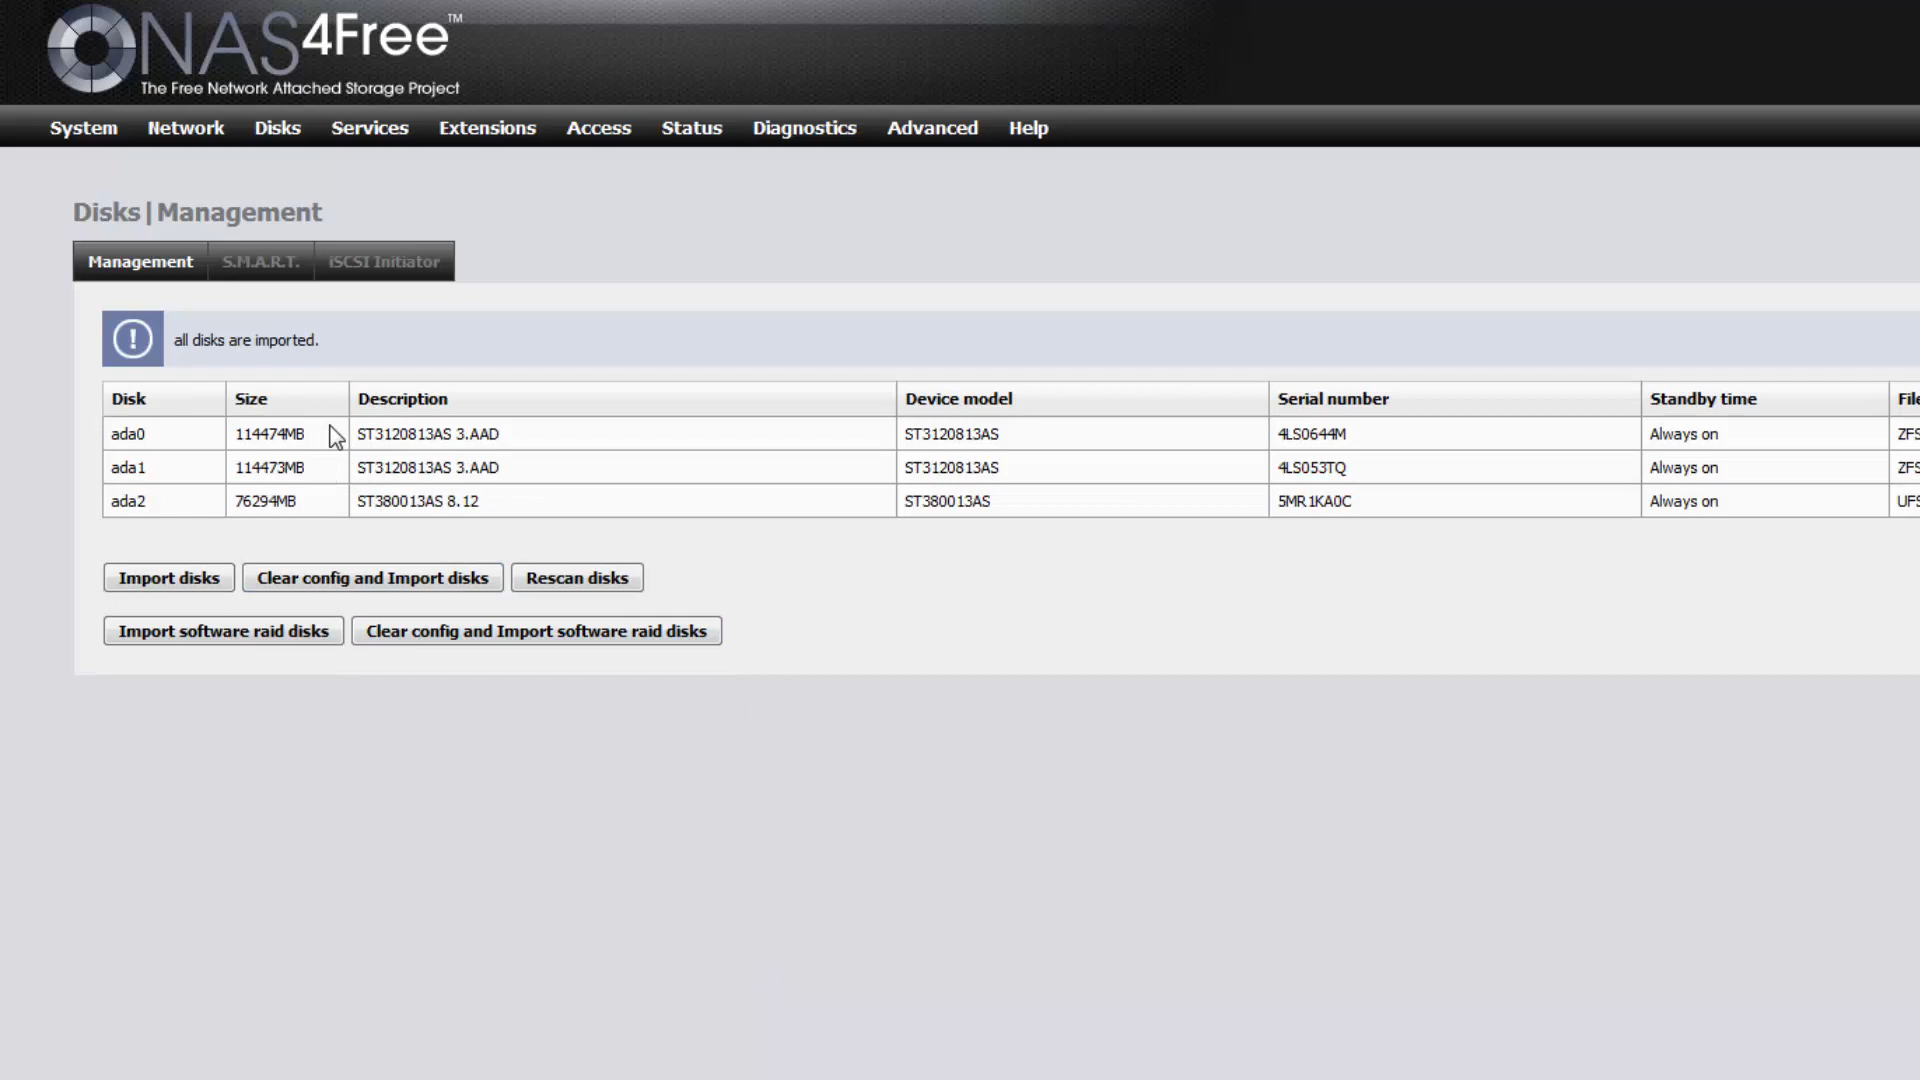 NAS4Free™
The Free Network Attached Storage Project
System Network Disks Services Extensions Access Status Diagnostics Advanced Help
Disks|Management
Management S.M.A.R.T. iSCSI Initiator
all disks are imported.
Disk Size Description Device model Serial number Standby time File
ada0 114474MB ST3120813AS 3.AAD ST3120813AS 4LS0644M Always on ZFS
ada1 114473MB ST3120813AS 3.AAD ST3120813AS 4LS053TQ Always on ZFS
ada2 76294MB ST380013AS 8.12 ST380013AS 5MR1KA0C Always on UFS
Import disks Clear config and Import disks Rescan disks
Import software raid disks Clear config and Import software raid disks